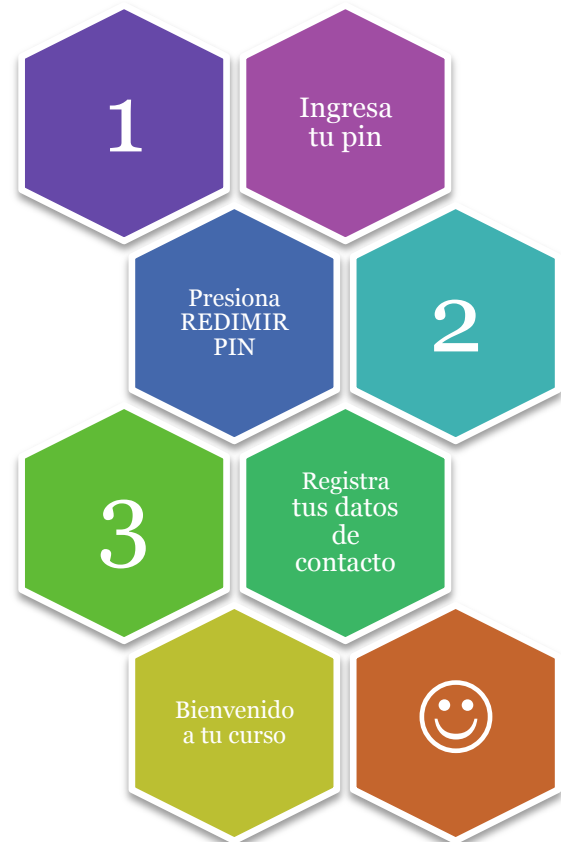 1
Ingresa
tu pin
Presiona
REDIMIR
PIN
2
3
Registra
tus datos
de
contacto
Bienvenido
a tu curso